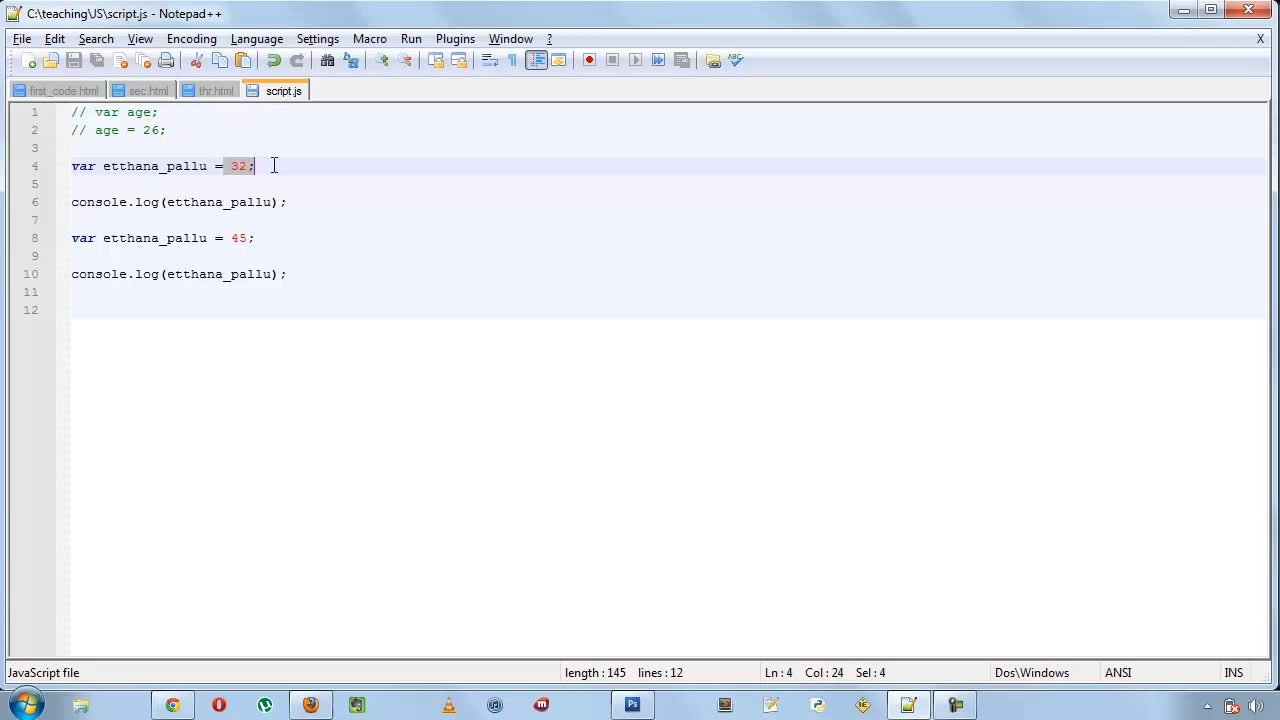 C:\teaching\JS\script.js - Notepad++
File Edit Search View Encoding Language Settings Macro Run Plugins Window ? X
first_code.html sec.html thr.html script.js
1 // var age;
2 // age = 26;
3
4 var etthana_pallu = 32;
5
6 console.log(etthana_pallu);
7
8 var etthana_pallu = 45;
9
10 console.log(etthana_pallu);
11
12
JavaScript file length : 145 lines : 12 Ln : 4 Col : 24 Sel : 4 Dos\Windows ANSI INS